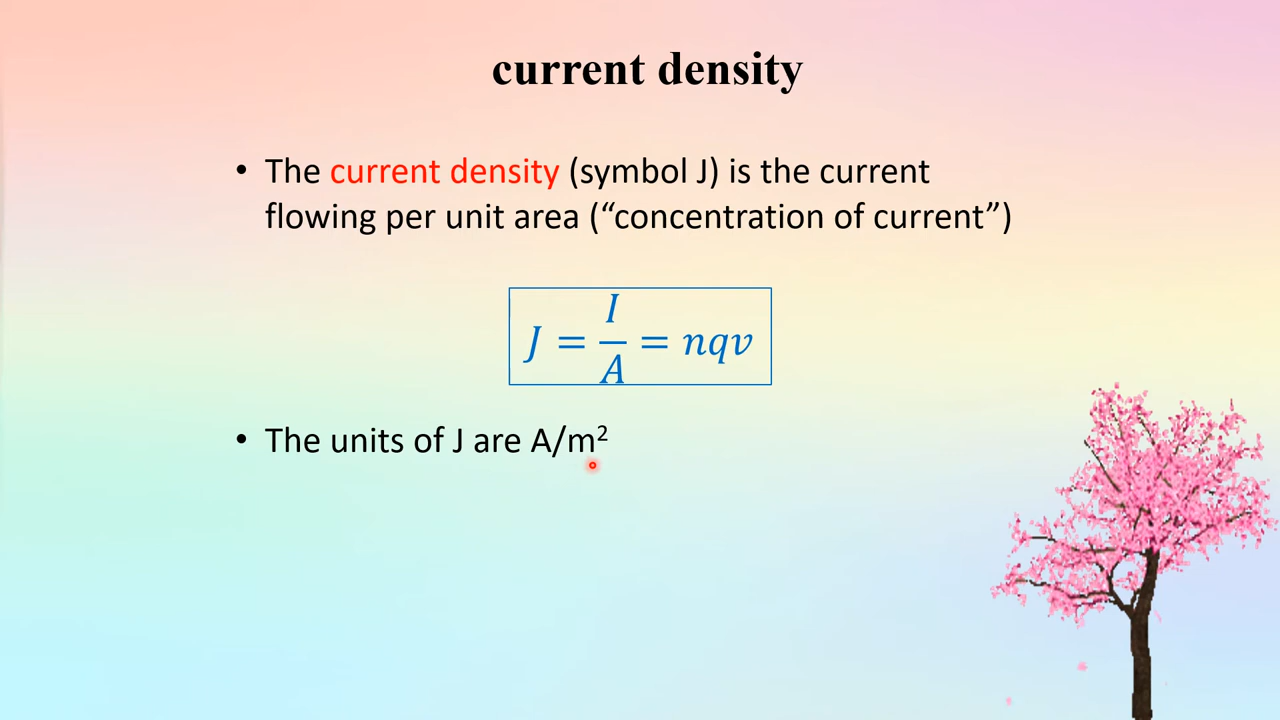 current density
• The current density (symbol J) is the current
flowing per unit area (“concentration of current”)
J = I/A = nqv
• The units of J are A/m²